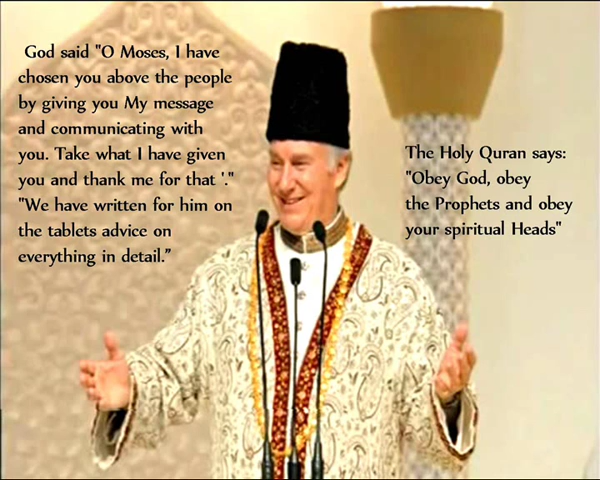 God said "O Moses, I have
chosen you above the people
by giving you My message
and communicating with
you. Take what I have given
you and thank me for that '."
"We have written for him on
the tablets advice on
everything in detail.”
The Holy Quran says:
"Obey God, obey
the Prophets and obey
your spiritual Heads"